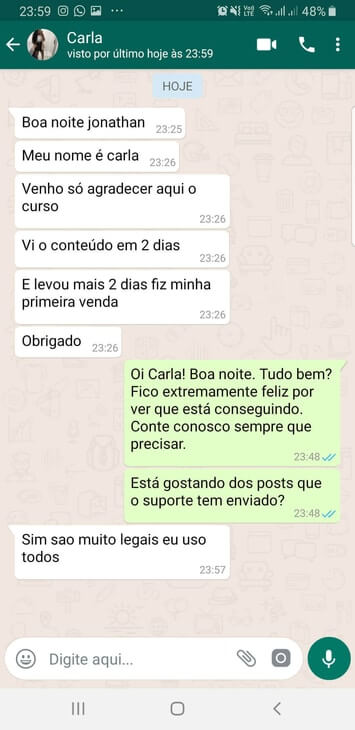 23:59
48%
Carla
visto por último hoje às 23:59
HOJE
Boa noite jonathan
23:25
Meu nome é carla
23:26
Venho só agradecer aqui o
curso
23:26
Vi o conteúdo em 2 dias
23:26
E levou mais 2 dias fiz minha
primeira venda
23:26
Obrigado
23:26
Oi Carla! Boa noite. Tudo bem?
Fico extremamente feliz por
ver que está conseguindo.
Conte conosco sempre que
precisar.
23:48
Está gostando dos posts que
o suporte tem enviado?
23:48
Sim sao muito legais eu uso
todos
23:57
Digite aqui...